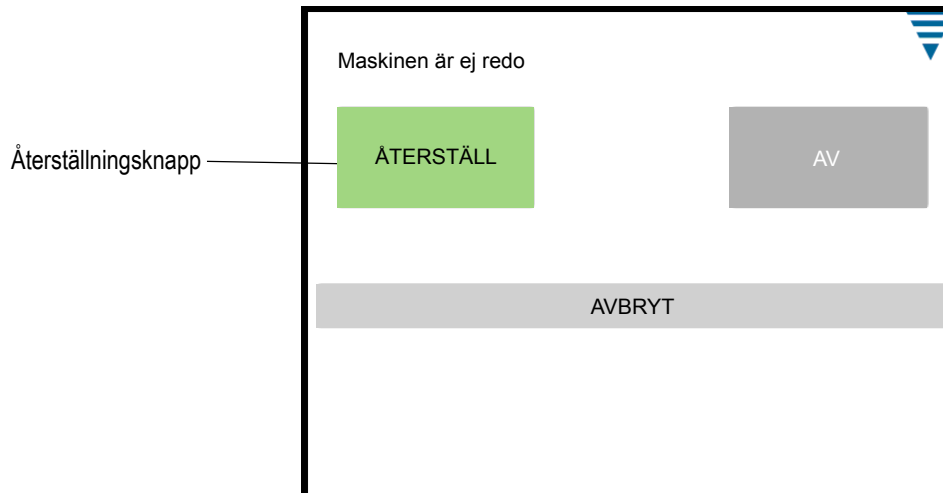 Maskinen är ej redo
Återställningsknapp
ÅTERSTÄLL
AV
AVBRYT